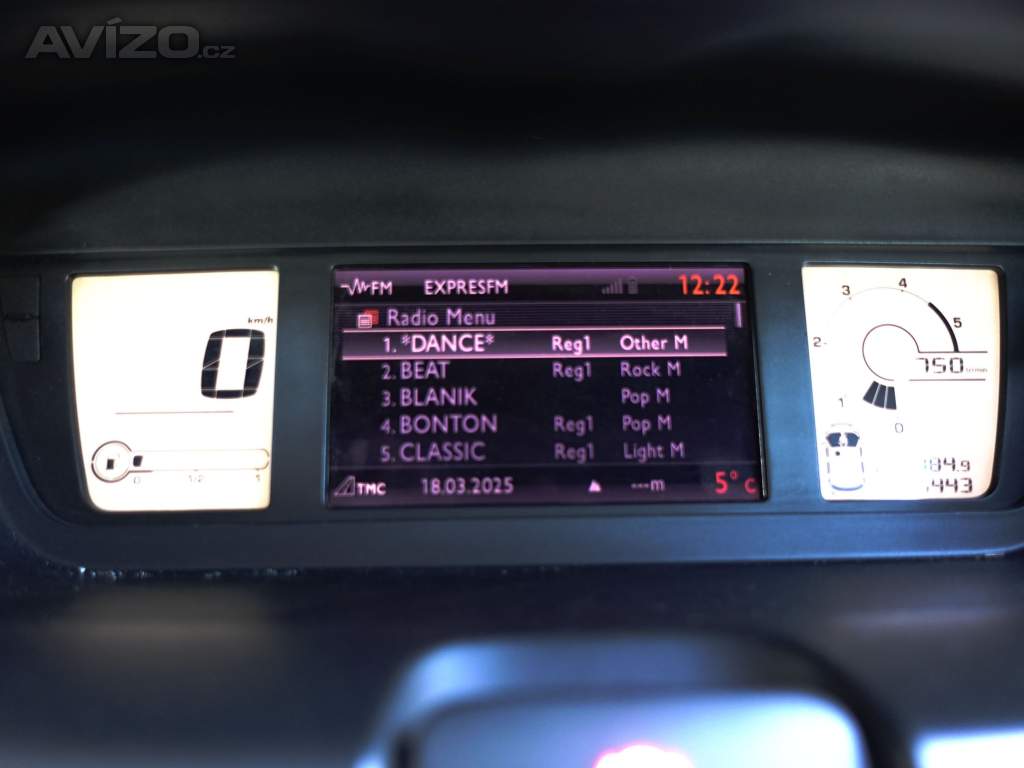 AVÍZO.cz
km/h
0
0 1/2 1
FM EXPRESFM 12:22
Radio Menu
1. *DANCE* Reg1 Other M
2. BEAT Reg1 Rock M
3. BLANIK Pop M
4. BONTON Reg1 Pop M
5. CLASSIC Reg1 Light M
TMC 18.03.2025 ---m 5° c
3 4
5
2
750 tr/min
1
0